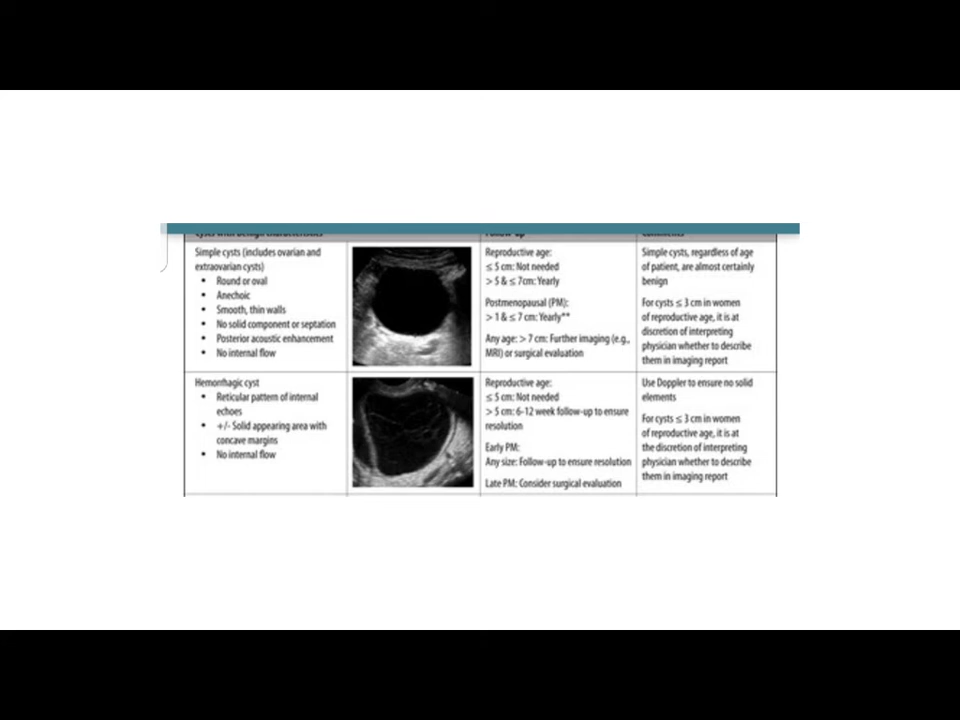 Cysts with Benign Characteristics
Follow-up
Comments
Simple cysts (includes ovarian and
extraovarian cysts)
• Round or oval
• Anechoic
• Smooth, thin walls
• No solid component or septation
• Posterior acoustic enhancement
• No internal flow
Reproductive age:
≤ 5 cm: Not needed
> 5 & ≤ 7cm: Yearly
Postmenopausal (PM):
> 1 & ≤ 7 cm: Yearly**
Any age: > 7 cm: Further imaging (e.g.,
MRI) or surgical evaluation
Simple cysts, regardless of age
of patient, are almost certainly
benign
For cysts ≤ 3 cm in women
of reproductive age, it is at
discretion of interpreting
physician whether to describe
them in imaging report
Hemorrhagic cyst
• Reticular pattern of internal
echoes
• +/- Solid appearing area with
concave margins
• No internal flow
Reproductive age:
≤ 5 cm: Not needed
> 5 cm: 6-12 week follow-up to ensure
resolution
Early PM:
Any size: Follow-up to ensure resolution
Late PM: Consider surgical evaluation
Use Doppler to ensure no solid
elements
For cysts ≤ 3 cm in women
of reproductive age, it is at
the discretion of interpreting
physician whether to describe
them in imaging report